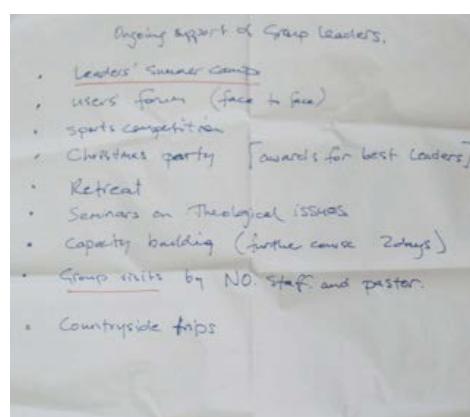 Ongoing support of Group Leaders.
• Leaders' Summer camp
• users' forum (face to face)
• sports competition
• Christmas party [awards for best Leaders]
• Retreat
• Seminars on Theological issues
• Capacity building (further course 2days)
• Group visits by NO. Staff and pastor.
• Countryside trips